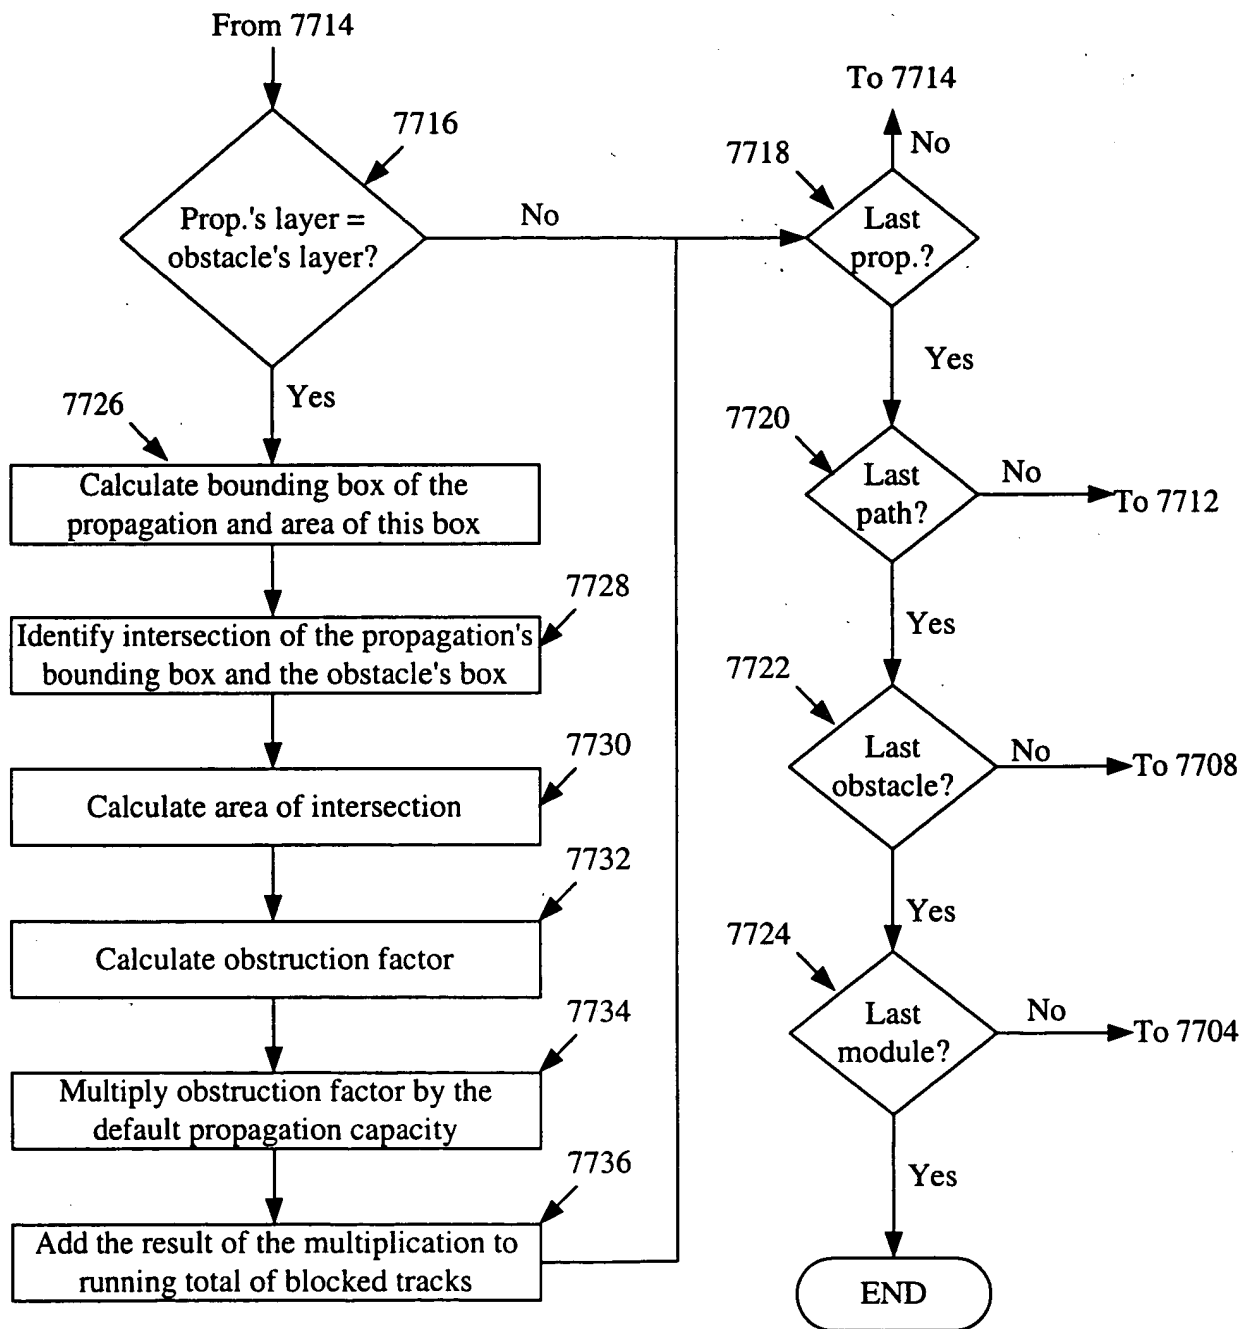 From 7714
7716
Prop.'s layer =
obstacle's layer?
No
Yes
7726
Calculate bounding box of the
propagation and area of this box
7728
Identify intersection of the propagation's
bounding box and the obstacle's box
7730
Calculate area of intersection
7732
Calculate obstruction factor
7734
Multiply obstruction factor by the
default propagation capacity
7736
Add the result of the multiplication to
running total of blocked tracks
To 7714
No
7718
Last
prop.?
Yes
7720
Last
path?
No
To 7712
Yes
7722
Last
obstacle?
No
To 7708
Yes
7724
Last
module?
No
To 7704
Yes
END